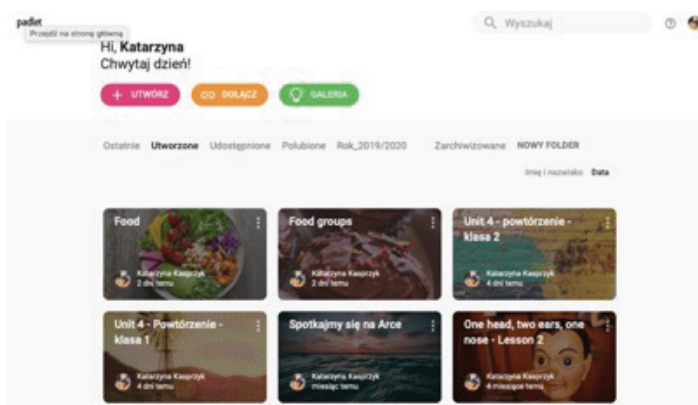 padlet
Przejdź na stronę główną
Wyszukaj
Hi, Katarzyna
Chwytaj dzień!
+ UTWÓRZ
DOŁĄCZ
GALERIA
Ostatnie Utworzone Udostępnione Polubione Rok_2019/2020 Zarchiwizowane NOWY FOLDER
Imię i nazwisko Data
Food
Katarzyna Kasprzyk
2 dni temu
Food groups
Katarzyna Kasprzyk
2 dni temu
Unit 4 - powtórzenie -
klasa 2
Katarzyna Kasprzyk
4 dni temu
Unit 4 - Powtórzenie -
klasa 1
Katarzyna Kasprzyk
4 dni temu
Spotkajmy się na Arce
Katarzyna Kasprzyk
miesiąc temu
One head, two ears, one
nose - Lesson 2
Katarzyna Kasprzyk
4 miesiące temu